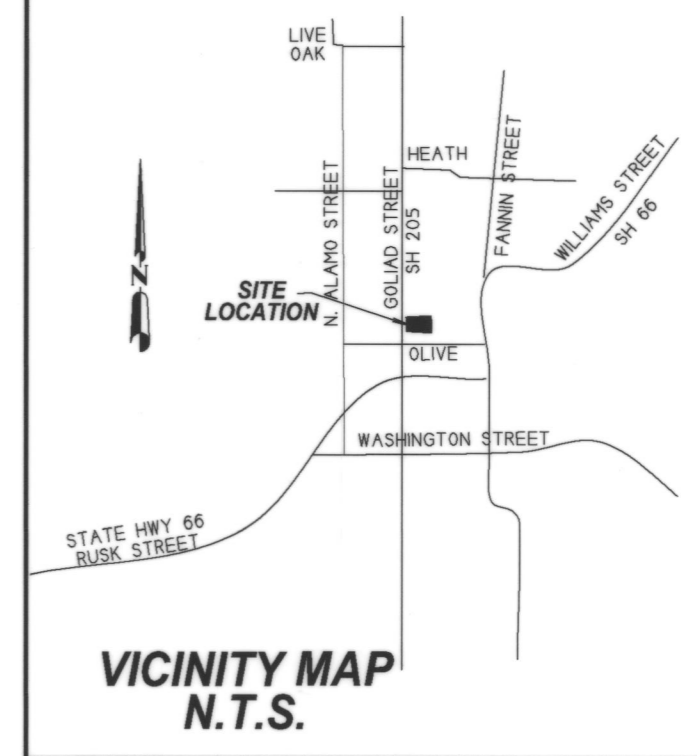 LIVE
OAK
HEATH
N. ALAMO STREET
GOLIAD STREET
SH 205
FANNIN STREET
WILLIAMS STREET
SH 66
N
SITE
LOCATION
OLIVE
WASHINGTON STREET
STATE HWY 66
RUSK STREET
VICINITY MAP
N.T.S.